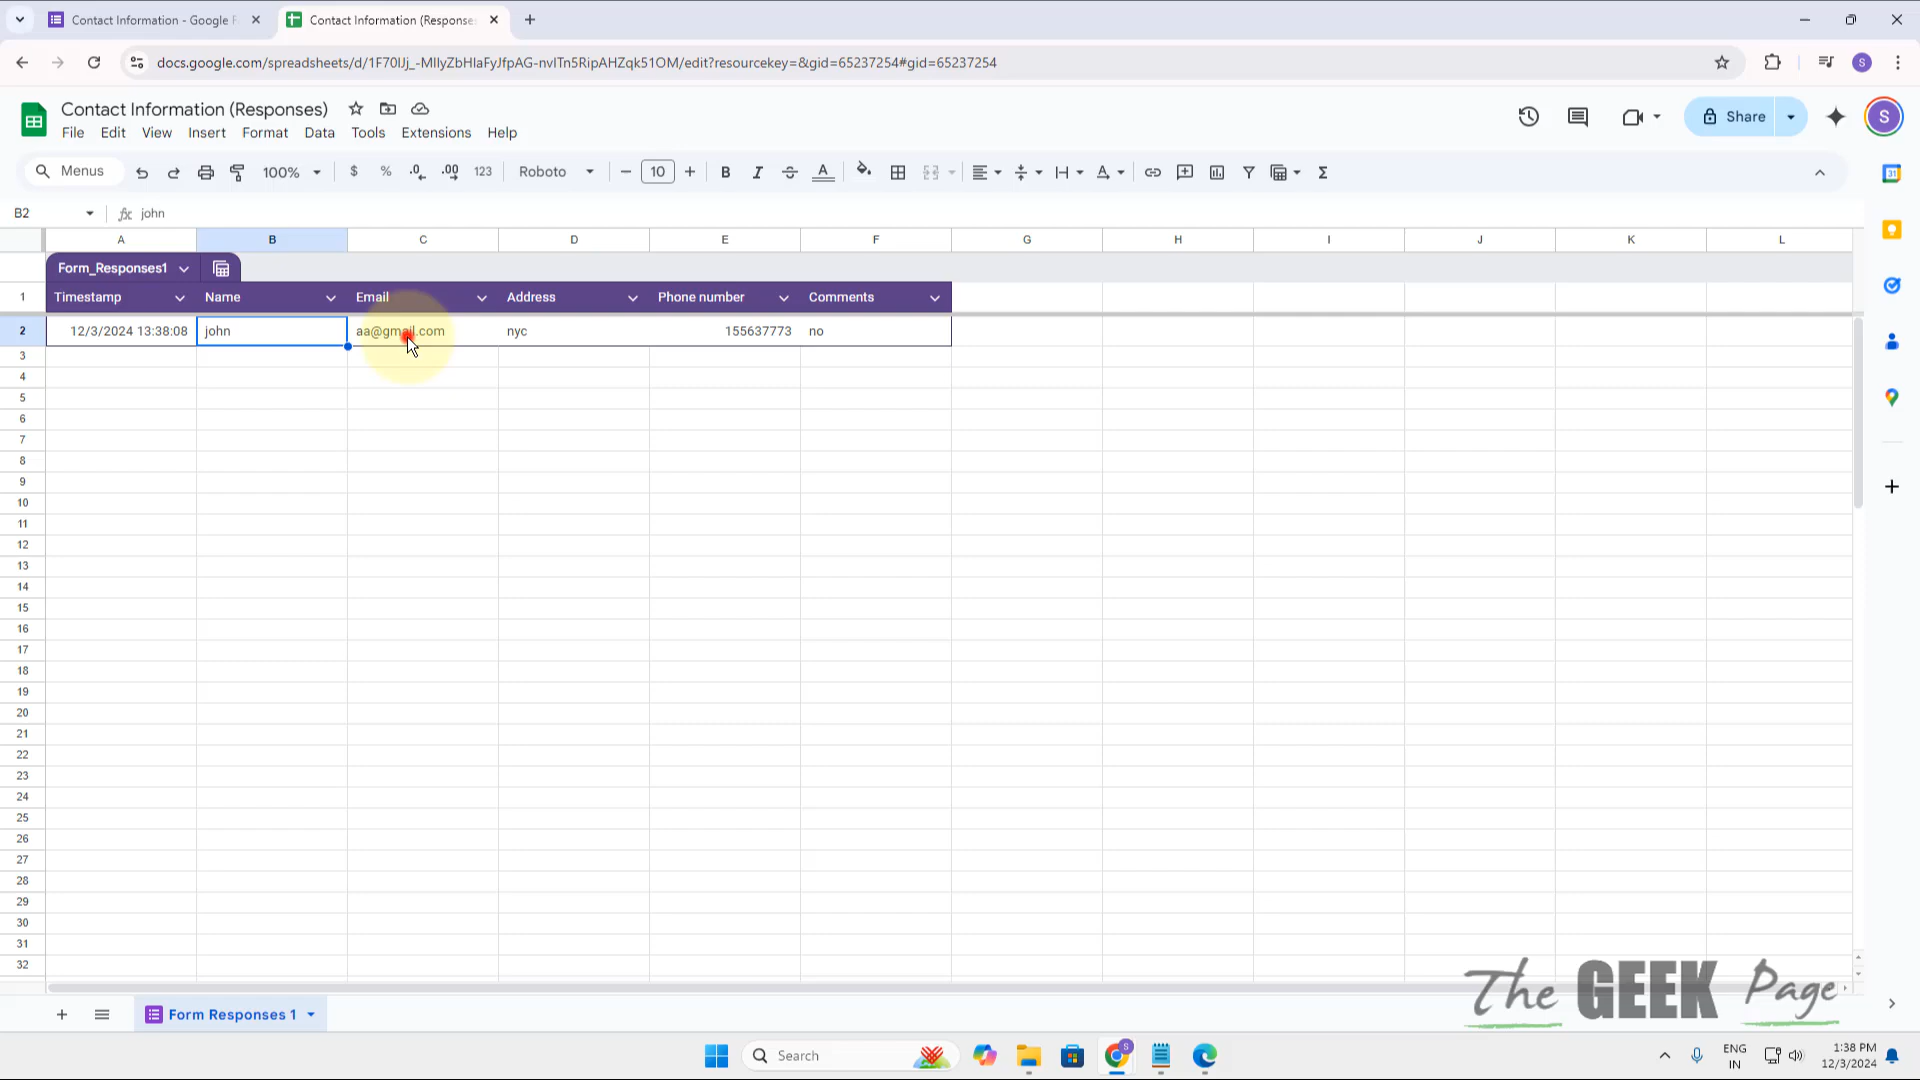 Contact Information - Google F
Contact Information (Response
docs.google.com/spreadsheets/d/1F70lJj_-MIlyZbHlaFyJfpAG-nvlTn5RipAHZqk51OM/edit?resourcekey=&gid=65237254#gid=65237254
S
Contact Information (Responses)
Share
S
File Edit View Insert Format Data Tools Extensions Help
Menus 100% $ % .0 .00 123 Roboto 10 B I S A
31
B2 fx john
A B C D E F G H I J K L
Form_Responses1
1 Timestamp Name Email Address Phone number Comments
2 12/3/2024 13:38:08 john aa@gmail.com nyc 155637773 no
3
4
5
6
7
8
9
10
11
12
13
14
15
16
17
18
19
20
21
22
23
24
25
26
27
28
29
30
31
32
The GEEK Page
Form Responses 1
Search
S
ENG
IN
1:38 PM
12/3/2024